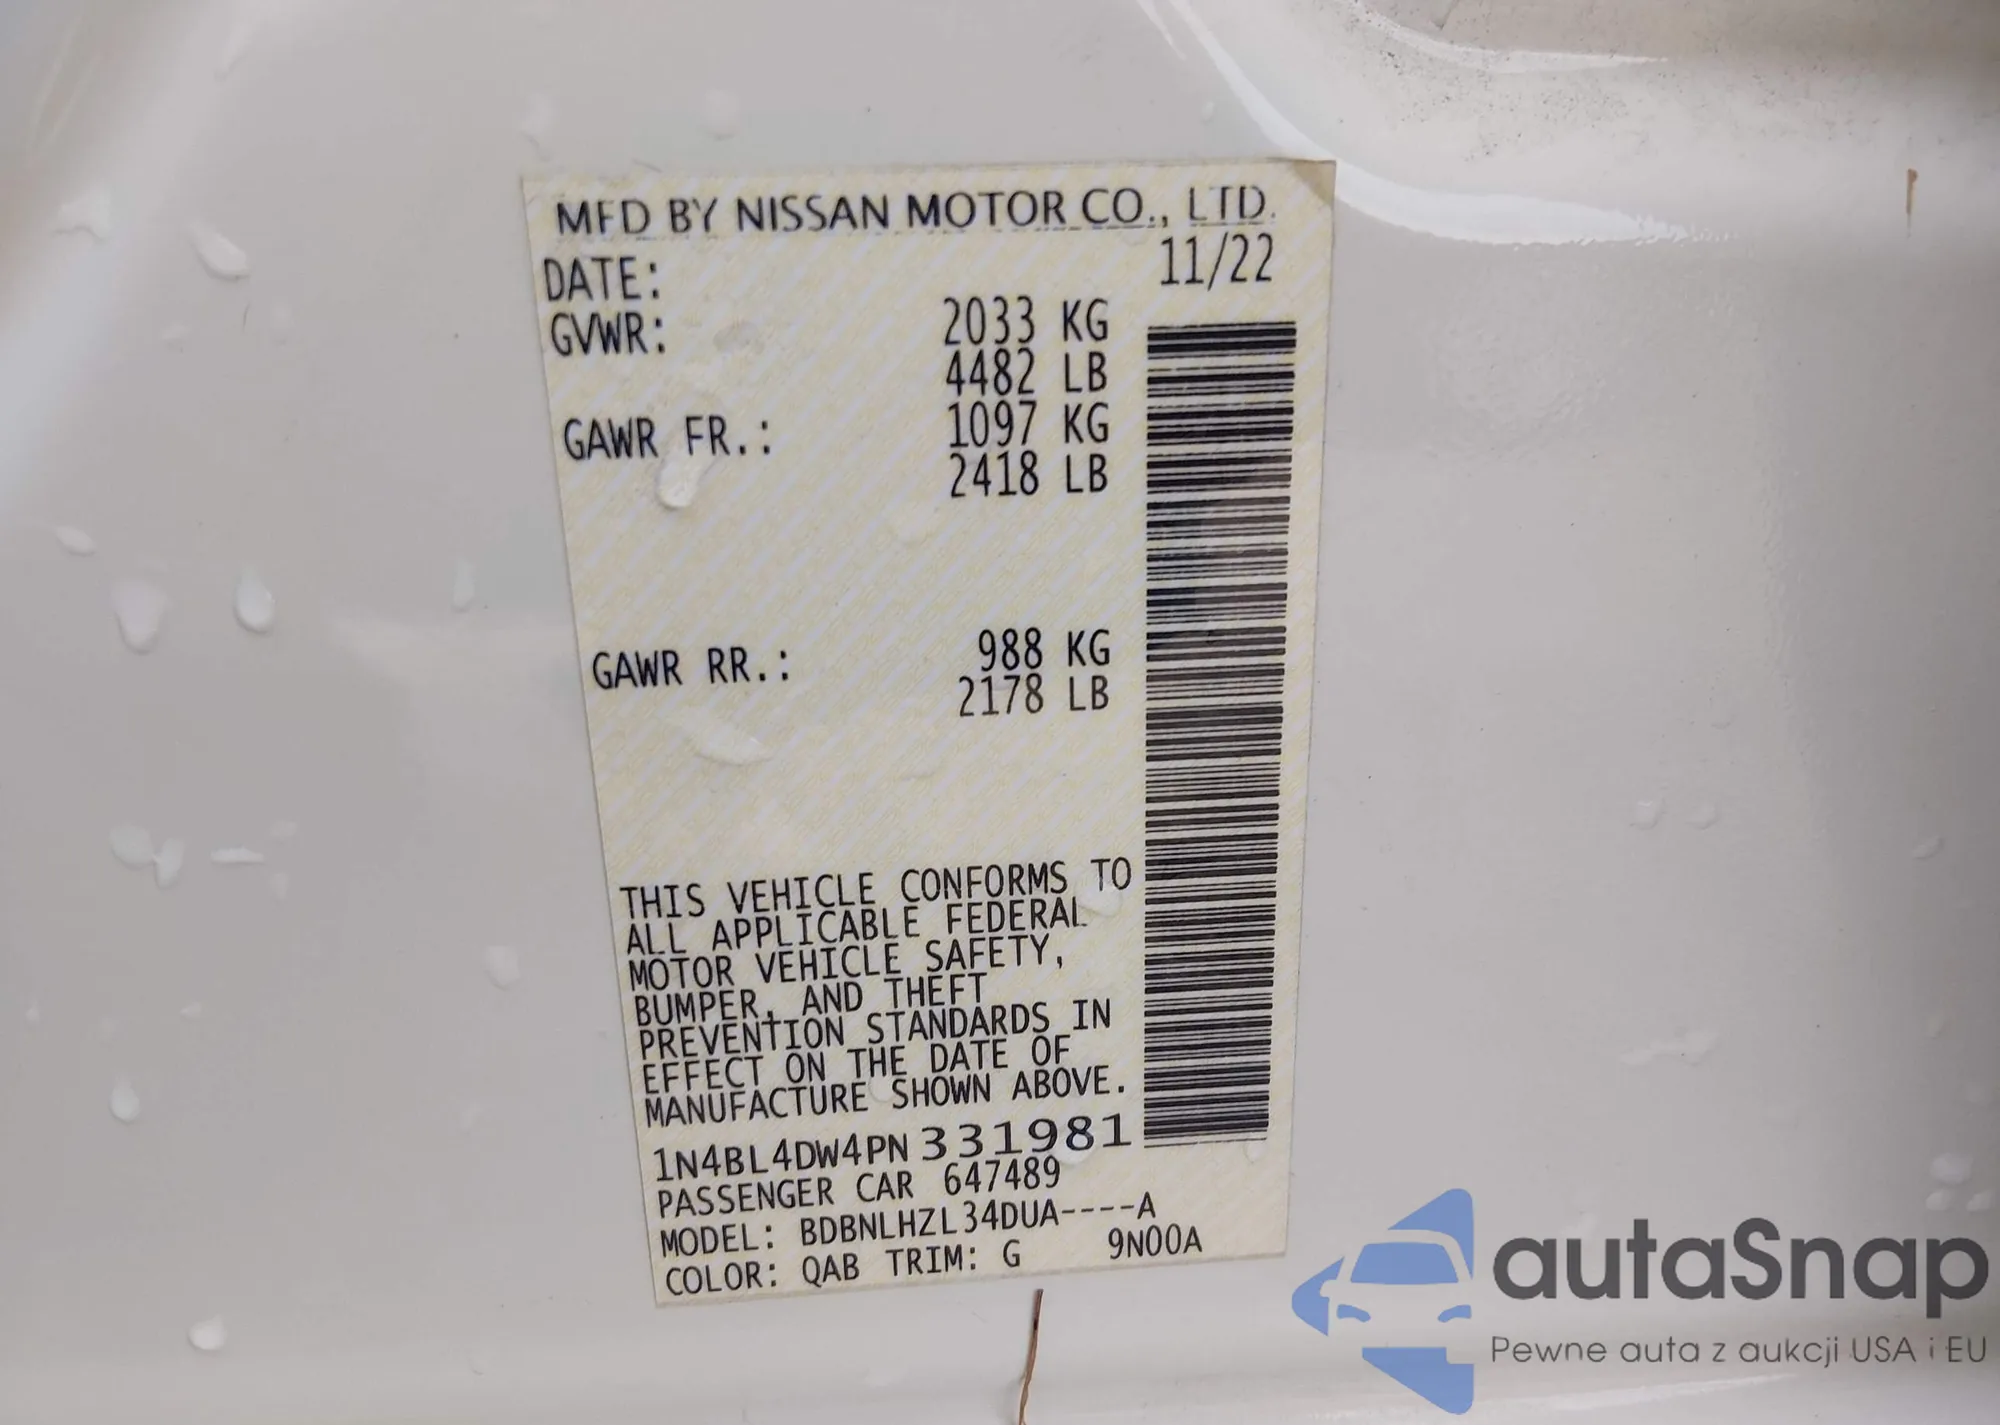 MFD BY NISSAN MOTOR CO., LTD.
DATE: 11/22
GVWR: 2033 KG
4482 LB
GAWR FR.: 1097 KG
2418 LB
GAWR RR.: 988 KG
2178 LB
THIS VEHICLE CONFORMS TO
ALL APPLICABLE FEDERAL
MOTOR VEHICLE SAFETY,
BUMPER, AND THEFT
PREVENTION STANDARDS IN
EFFECT ON THE DATE OF
MANUFACTURE SHOWN ABOVE.
1N4BL4DW4PN331981
PASSENGER CAR 647489
MODEL: BDBNLHZL34DUA----A
COLOR: QAB TRIM: G 9N00A
autaSnap
Pewne auta z aukcji USA i EU